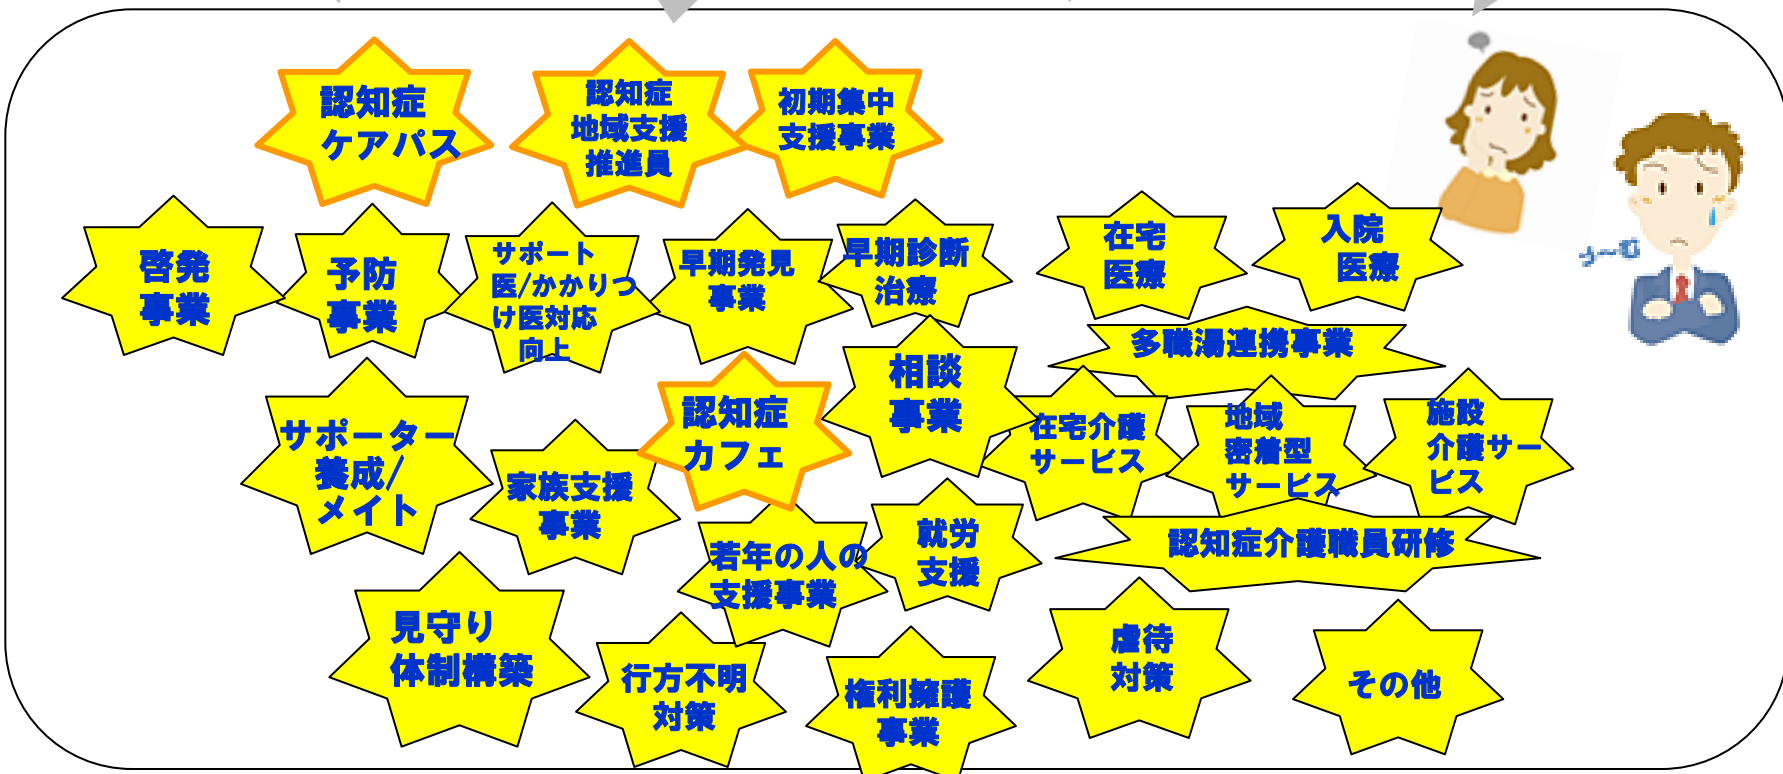 認知症
ケアパス
認知症
地域支援
推進員
初期集中
支援事業
啓発
事業
予防
事業
サポート
医/かかりつ
け医対応
向上
早期発見
事業
早期診断
治療
在宅
医療
入院
医療
う～む
多職湯連携事業
サポーター
養成/
メイト
家族支援
事業
認知症
カフェ
相談
事業
在宅介護
サービス
地域
密着型
サービス
施設
介護サー
ビス
若年の人の
支援事業
就労
支援
認知症介護職員研修
見守り
体制構築
行方不明
対策
権利擁護
事業
虐待
対策
その他